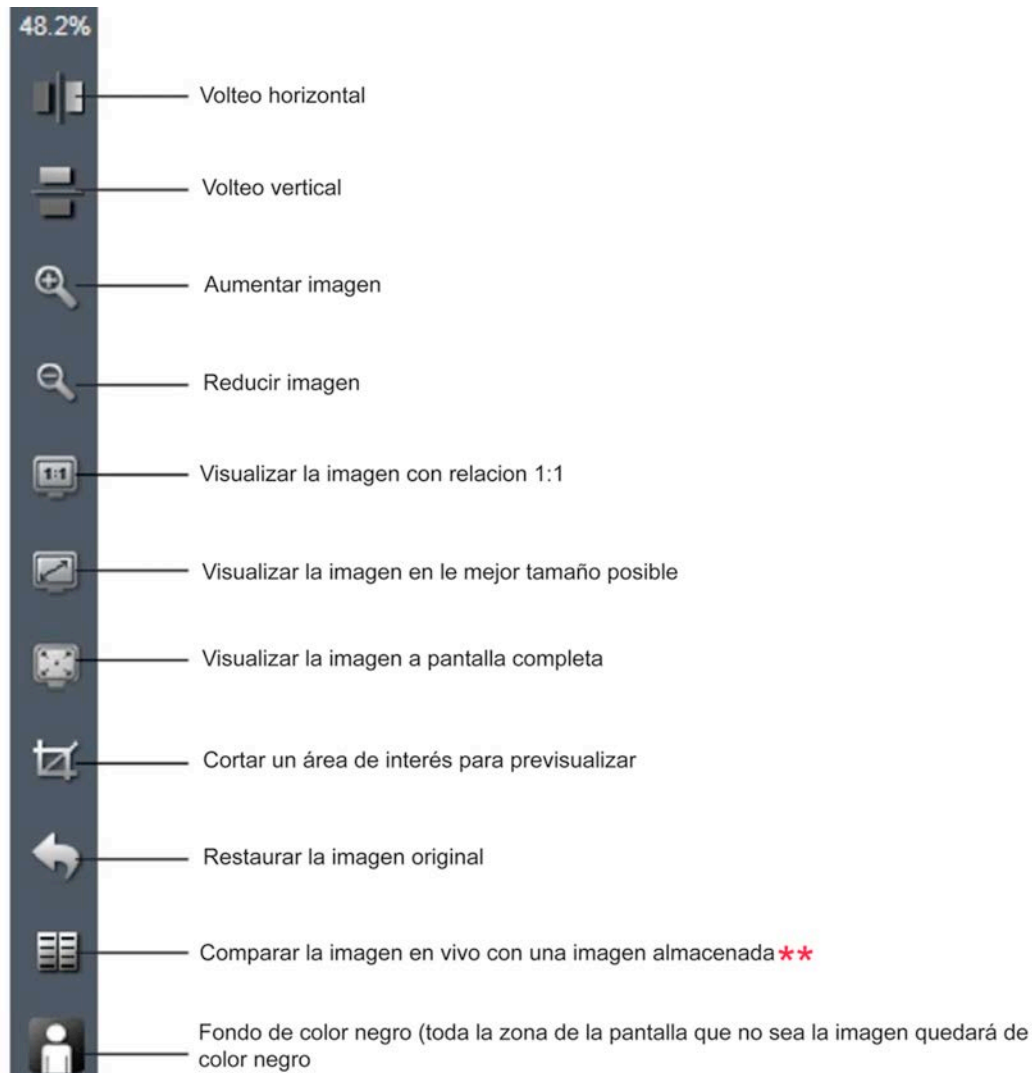 48.2%
Volteo horizontal
Volteo vertical
Aumentar imagen
Reducir imagen
1:1
Visualizar la imagen con relacion 1:1
Visualizar la imagen en le mejor tamaño posible
Visualizar la imagen a pantalla completa
Cortar un área de interés para previsualizar
Restaurar la imagen original
Comparar la imagen en vivo con una imagen almacenada**
Fondo de color negro (toda la zona de la pantalla que no sea la imagen quedará de
color negro